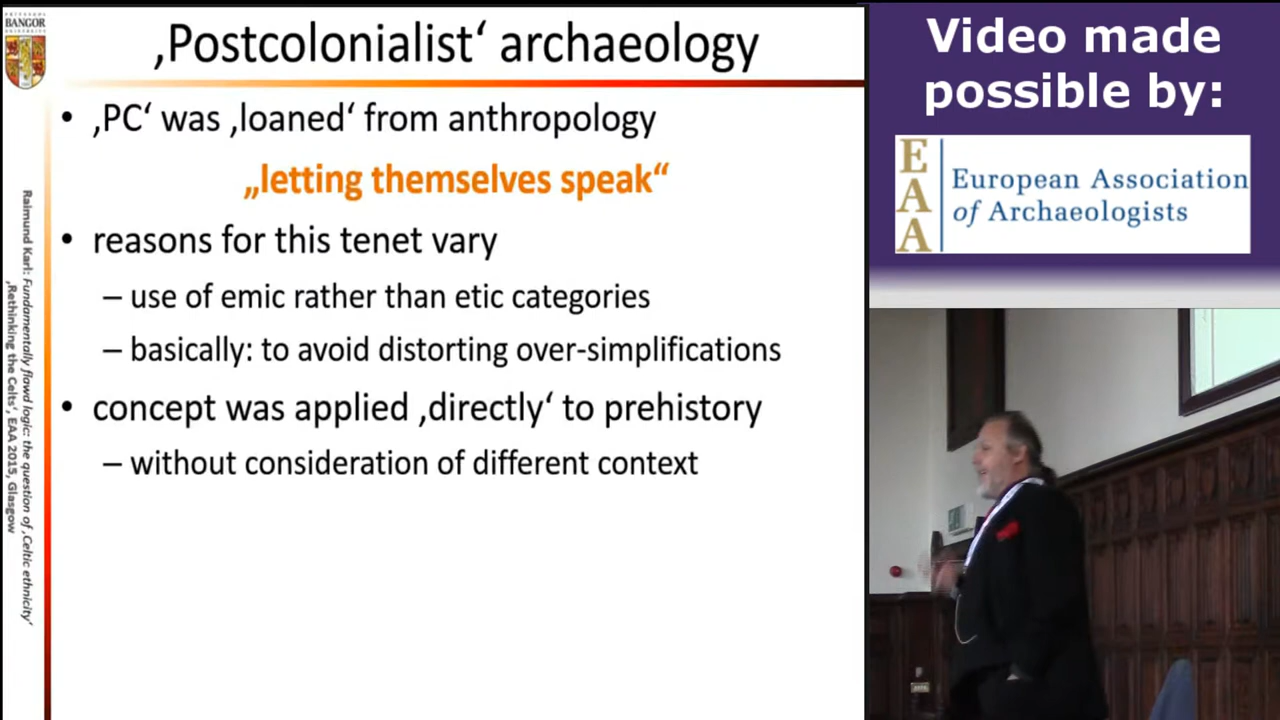 BANGOR
‚Postcolonialist‘ archaeology
• ‚PC‘ was ‚loaned‘ from anthropology
„letting themselves speak“
• reasons for this tenet vary
– use of emic rather than etic categories
– basically: to avoid distorting over-simplifications
• concept was applied ‚directly‘ to prehistory
– without consideration of different context
Raimund Karl: Fundamentally flawd logic: the question of ‚Celtic ethnicity‘
‚Rethinking the Celts‘, EAA 2015, Glasgow
Video made
possible by:
EAA
European Association
of Archaeologists